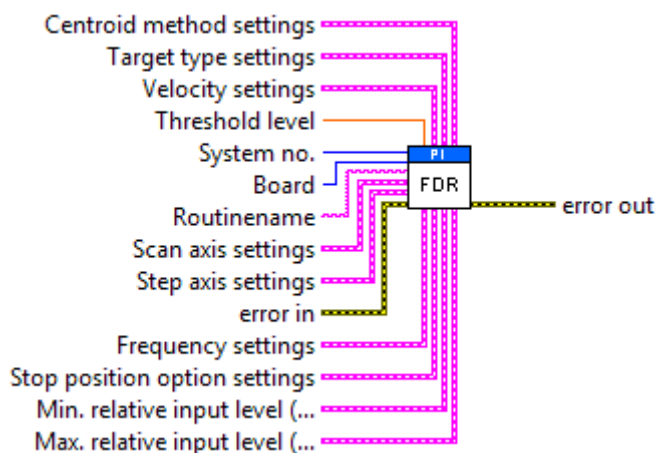 Centroid method settings
Target type settings
Velocity settings
Threshold level
System no.
Board
Routinename
Scan axis settings
Step axis settings
error in
Frequency settings
Stop position option settings
Min. relative input level (...
Max. relative input level (...
PI
FDR
error out